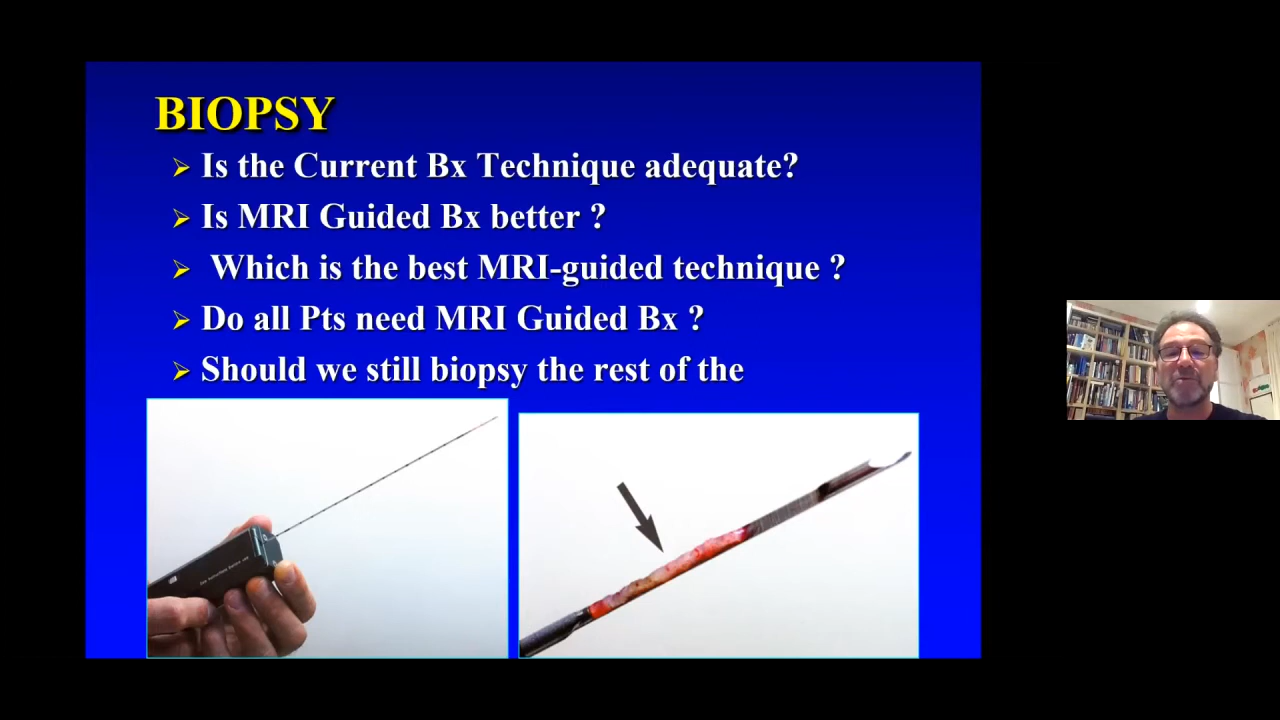 BIOPSY
Is the Current Bx Technique adequate?
Is MRI Guided Bx better ?
Which is the best MRI-guided technique ?
Do all Pts need MRI Guided Bx ?
Should we still biopsy the rest of the